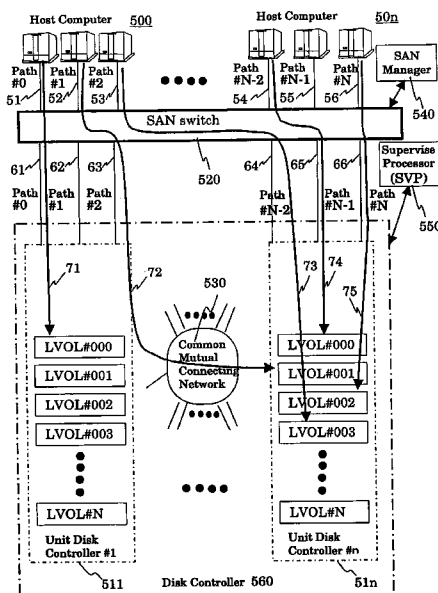 Host Computer 500
Host Computer 50n
Path #0 Path #1 Path #2
Path #N-2 Path #N-1 Path #N
SAN Manager
51 52 53 54 55 56 540
SAN switch
61 62 63 520 64 65 66
Supervise Processor (SVP)
550
Path #0 Path #1 Path #2
Path #N-2 Path #N-1 Path #N
71 72 530 73 74 75
Common Mutual Connecting Network
LVOL#000 LVOL#000
LVOL#001 LVOL#001
LVOL#002 LVOL#002
LVOL#003 LVOL#003
LVOL#N LVOL#N
Unit Disk Controller #1
Unit Disk Controller #n
511 Disk Controller 560 51n